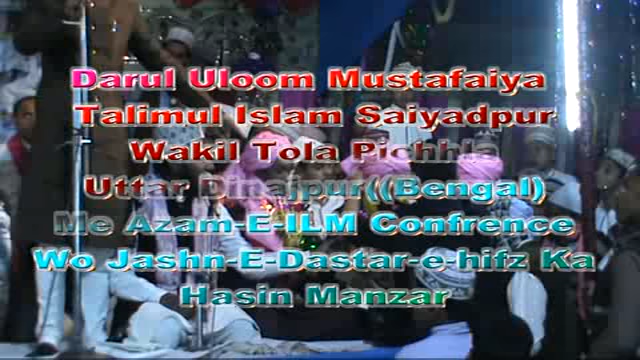 Darul Uloom Mustafaiya
Talimul Islam Saiyadpur
Wakil Tola Pichhla
Uttar Dinajpur((Bengal)
Me Azam-E-ILM Confrence
Wo Jashn-E-Dastar-e-hifz Ka
Hasin Manzar